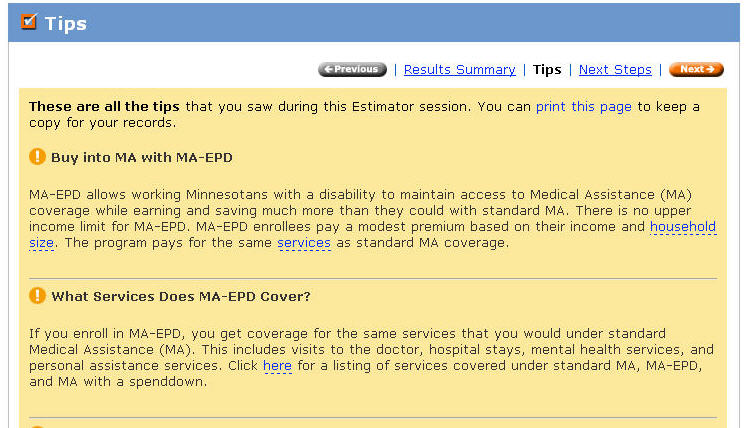 Tips
Previous | Results Summary | Tips | Next Steps | Next
These are all the tips that you saw during this Estimator session. You can print this page to keep a
copy for your records.
Buy into MA with MA-EPD
MA-EPD allows working Minnesotans with a disability to maintain access to Medical Assistance (MA)
coverage while earning and saving much more than they could with standard MA. There is no upper
income limit for MA-EPD. MA-EPD enrollees pay a modest premium based on their income and household
size. The program pays for the same services as standard MA coverage.
What Services Does MA-EPD Cover?
If you enroll in MA-EPD, you get coverage for the same services that you would under standard
Medical Assistance (MA). This includes visits to the doctor, hospital stays, mental health services, and
personal assistance services. Click here for a listing of services covered under standard MA, MA-EPD,
and MA with a spenddown.